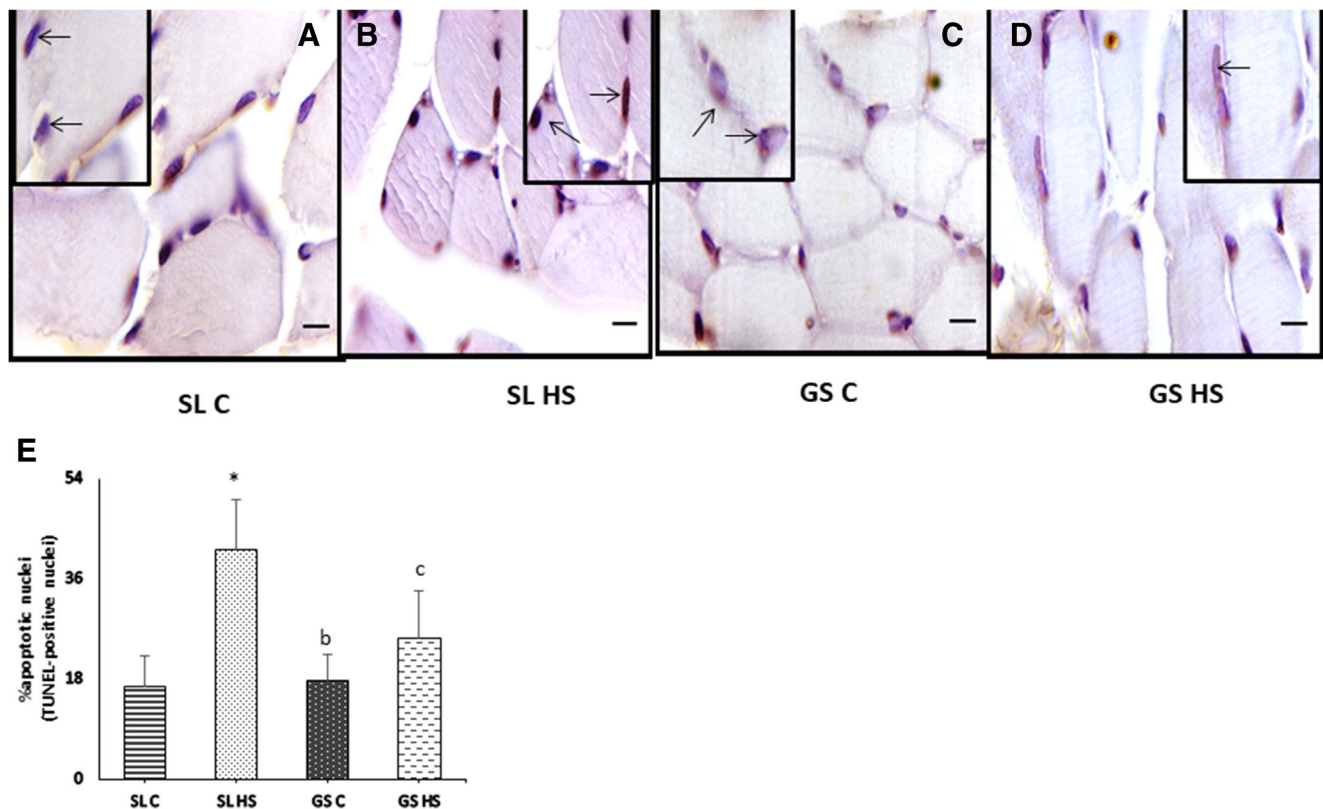 A
B
C
D
SL C
SL HS
GS C
GS HS
E
54
36
18
0
%apoptotic nuclei
(TUNEL-positive nuclei)
*
b
c
SL C
SL HS
GS C
GS HS